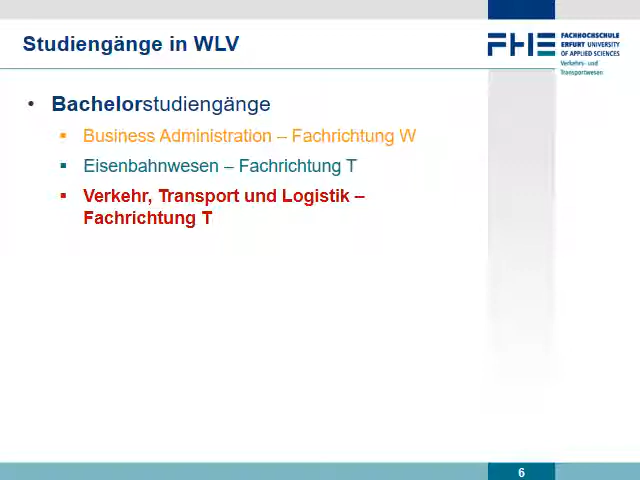 Studiengänge in WLV
FHE
FACHHOCHSCHULE
ERFURT UNIVERSITY
OF APPLIED SCIENCES
Verkehrs- und
Transportwesen
• Bachelorstudiengänge
▪ Business Administration – Fachrichtung W
▪ Eisenbahnwesen – Fachrichtung T
▪ Verkehr, Transport und Logistik –
Fachrichtung T
6